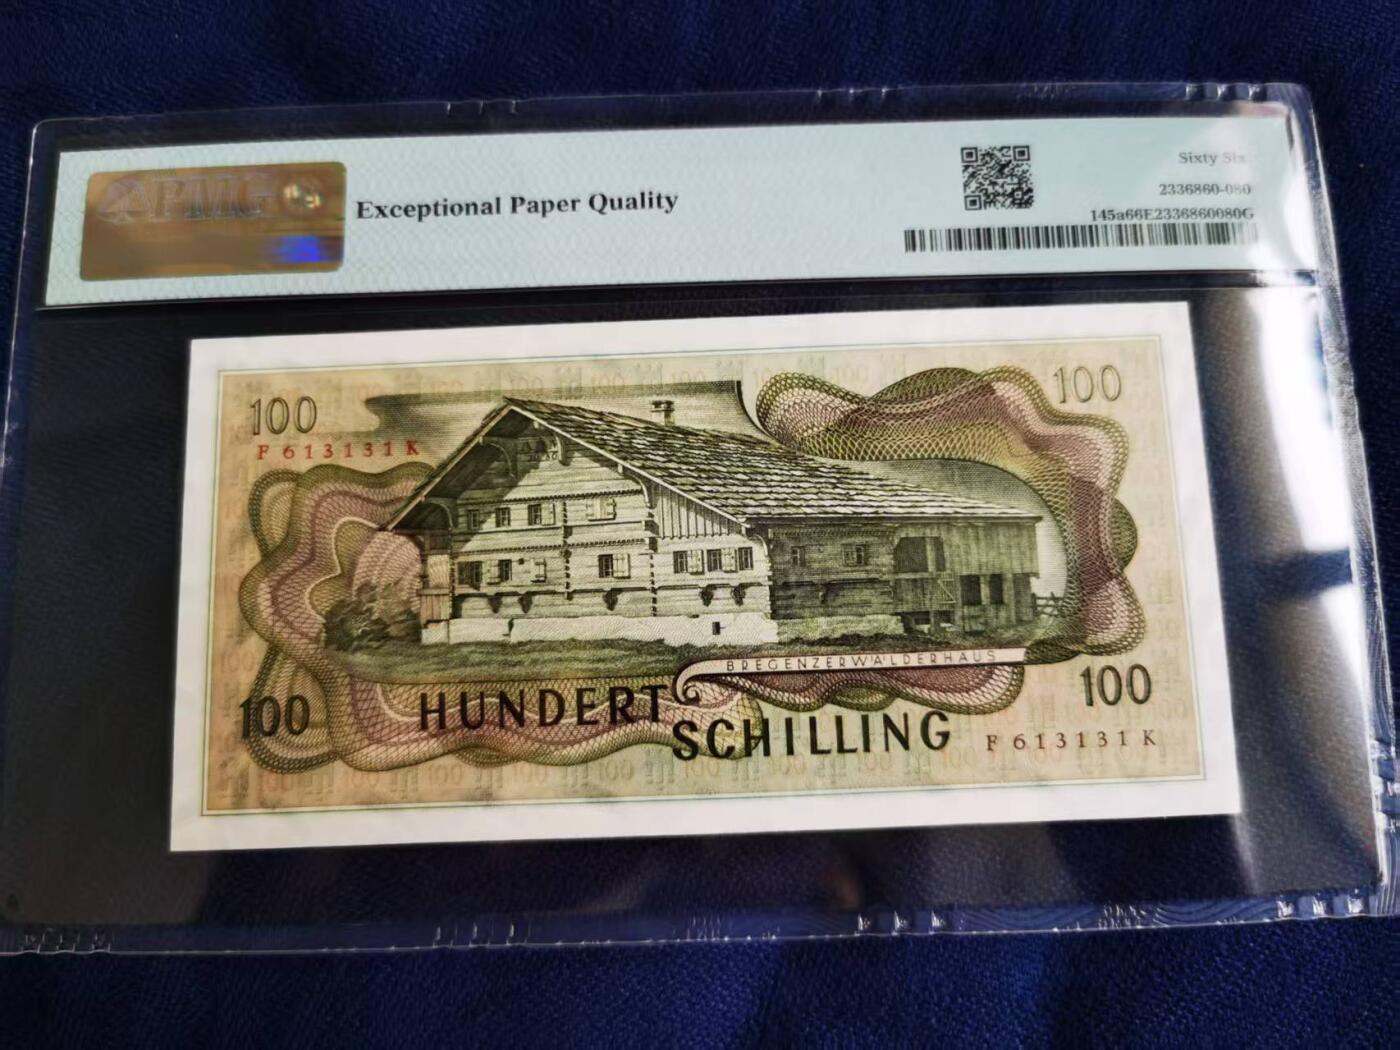 PMG
Exceptional Paper Quality
Sixty Six
2336860-080
145a66E2336860080G
100
100
F 613131 K
BREGENZERWÄLDERHAUS
100
100
HUNDERT
SCHILLING
F 613131 K